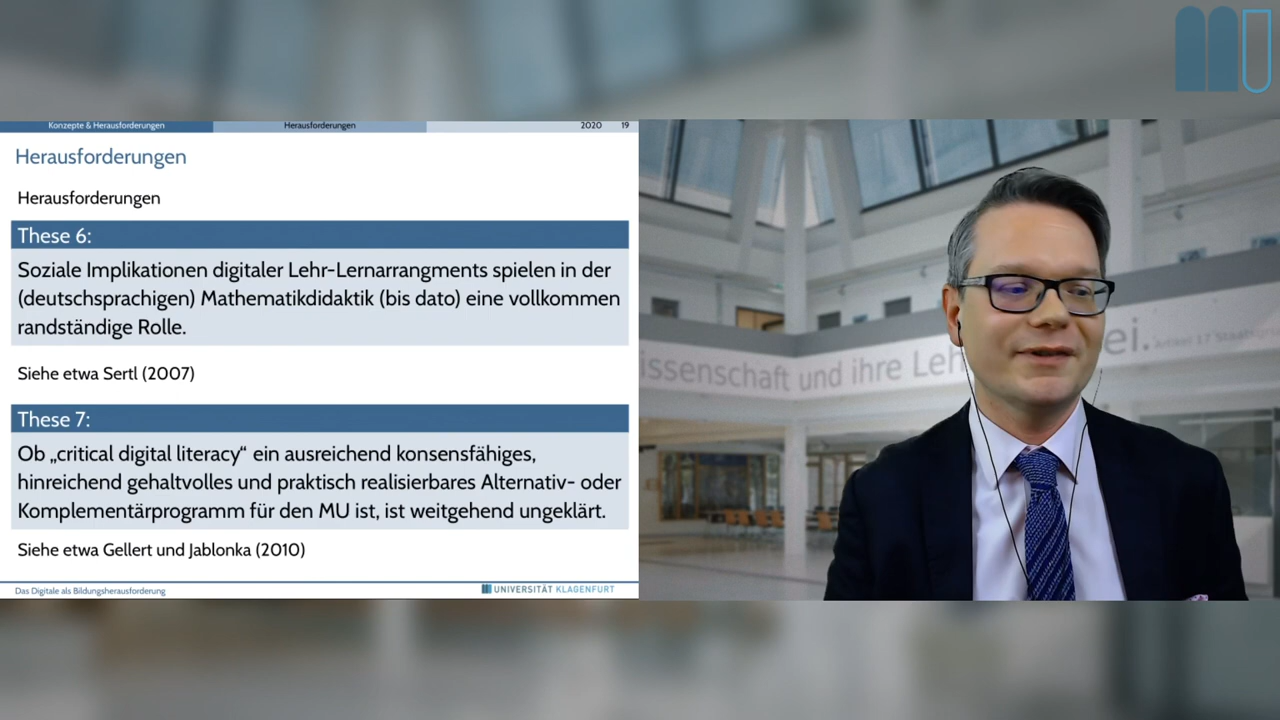 Konzepte & Herausforderungen
Herausforderungen
2020 19
Herausforderungen
Herausforderungen
These 6:
Soziale Implikationen digitaler Lehr-Lernarrangments spielen in der
(deutschsprachigen) Mathematikdidaktik (bis dato) eine vollkommen
randständige Rolle.
Siehe etwa Sertl (2007)
These 7:
Ob „critical digital literacy“ ein ausreichend konsensfähiges,
hinreichend gehaltvolles und praktisch realisierbares Alternativ- oder
Komplementärprogramm für den MU ist, ist weitgehend ungeklärt.
Siehe etwa Gellert und Jablonka (2010)
Das Digitale als Bildungsherausforderung
UNIVERSITÄT KLAGENFURT
issenschaft und ihre Leh
ei.
Artikel 17